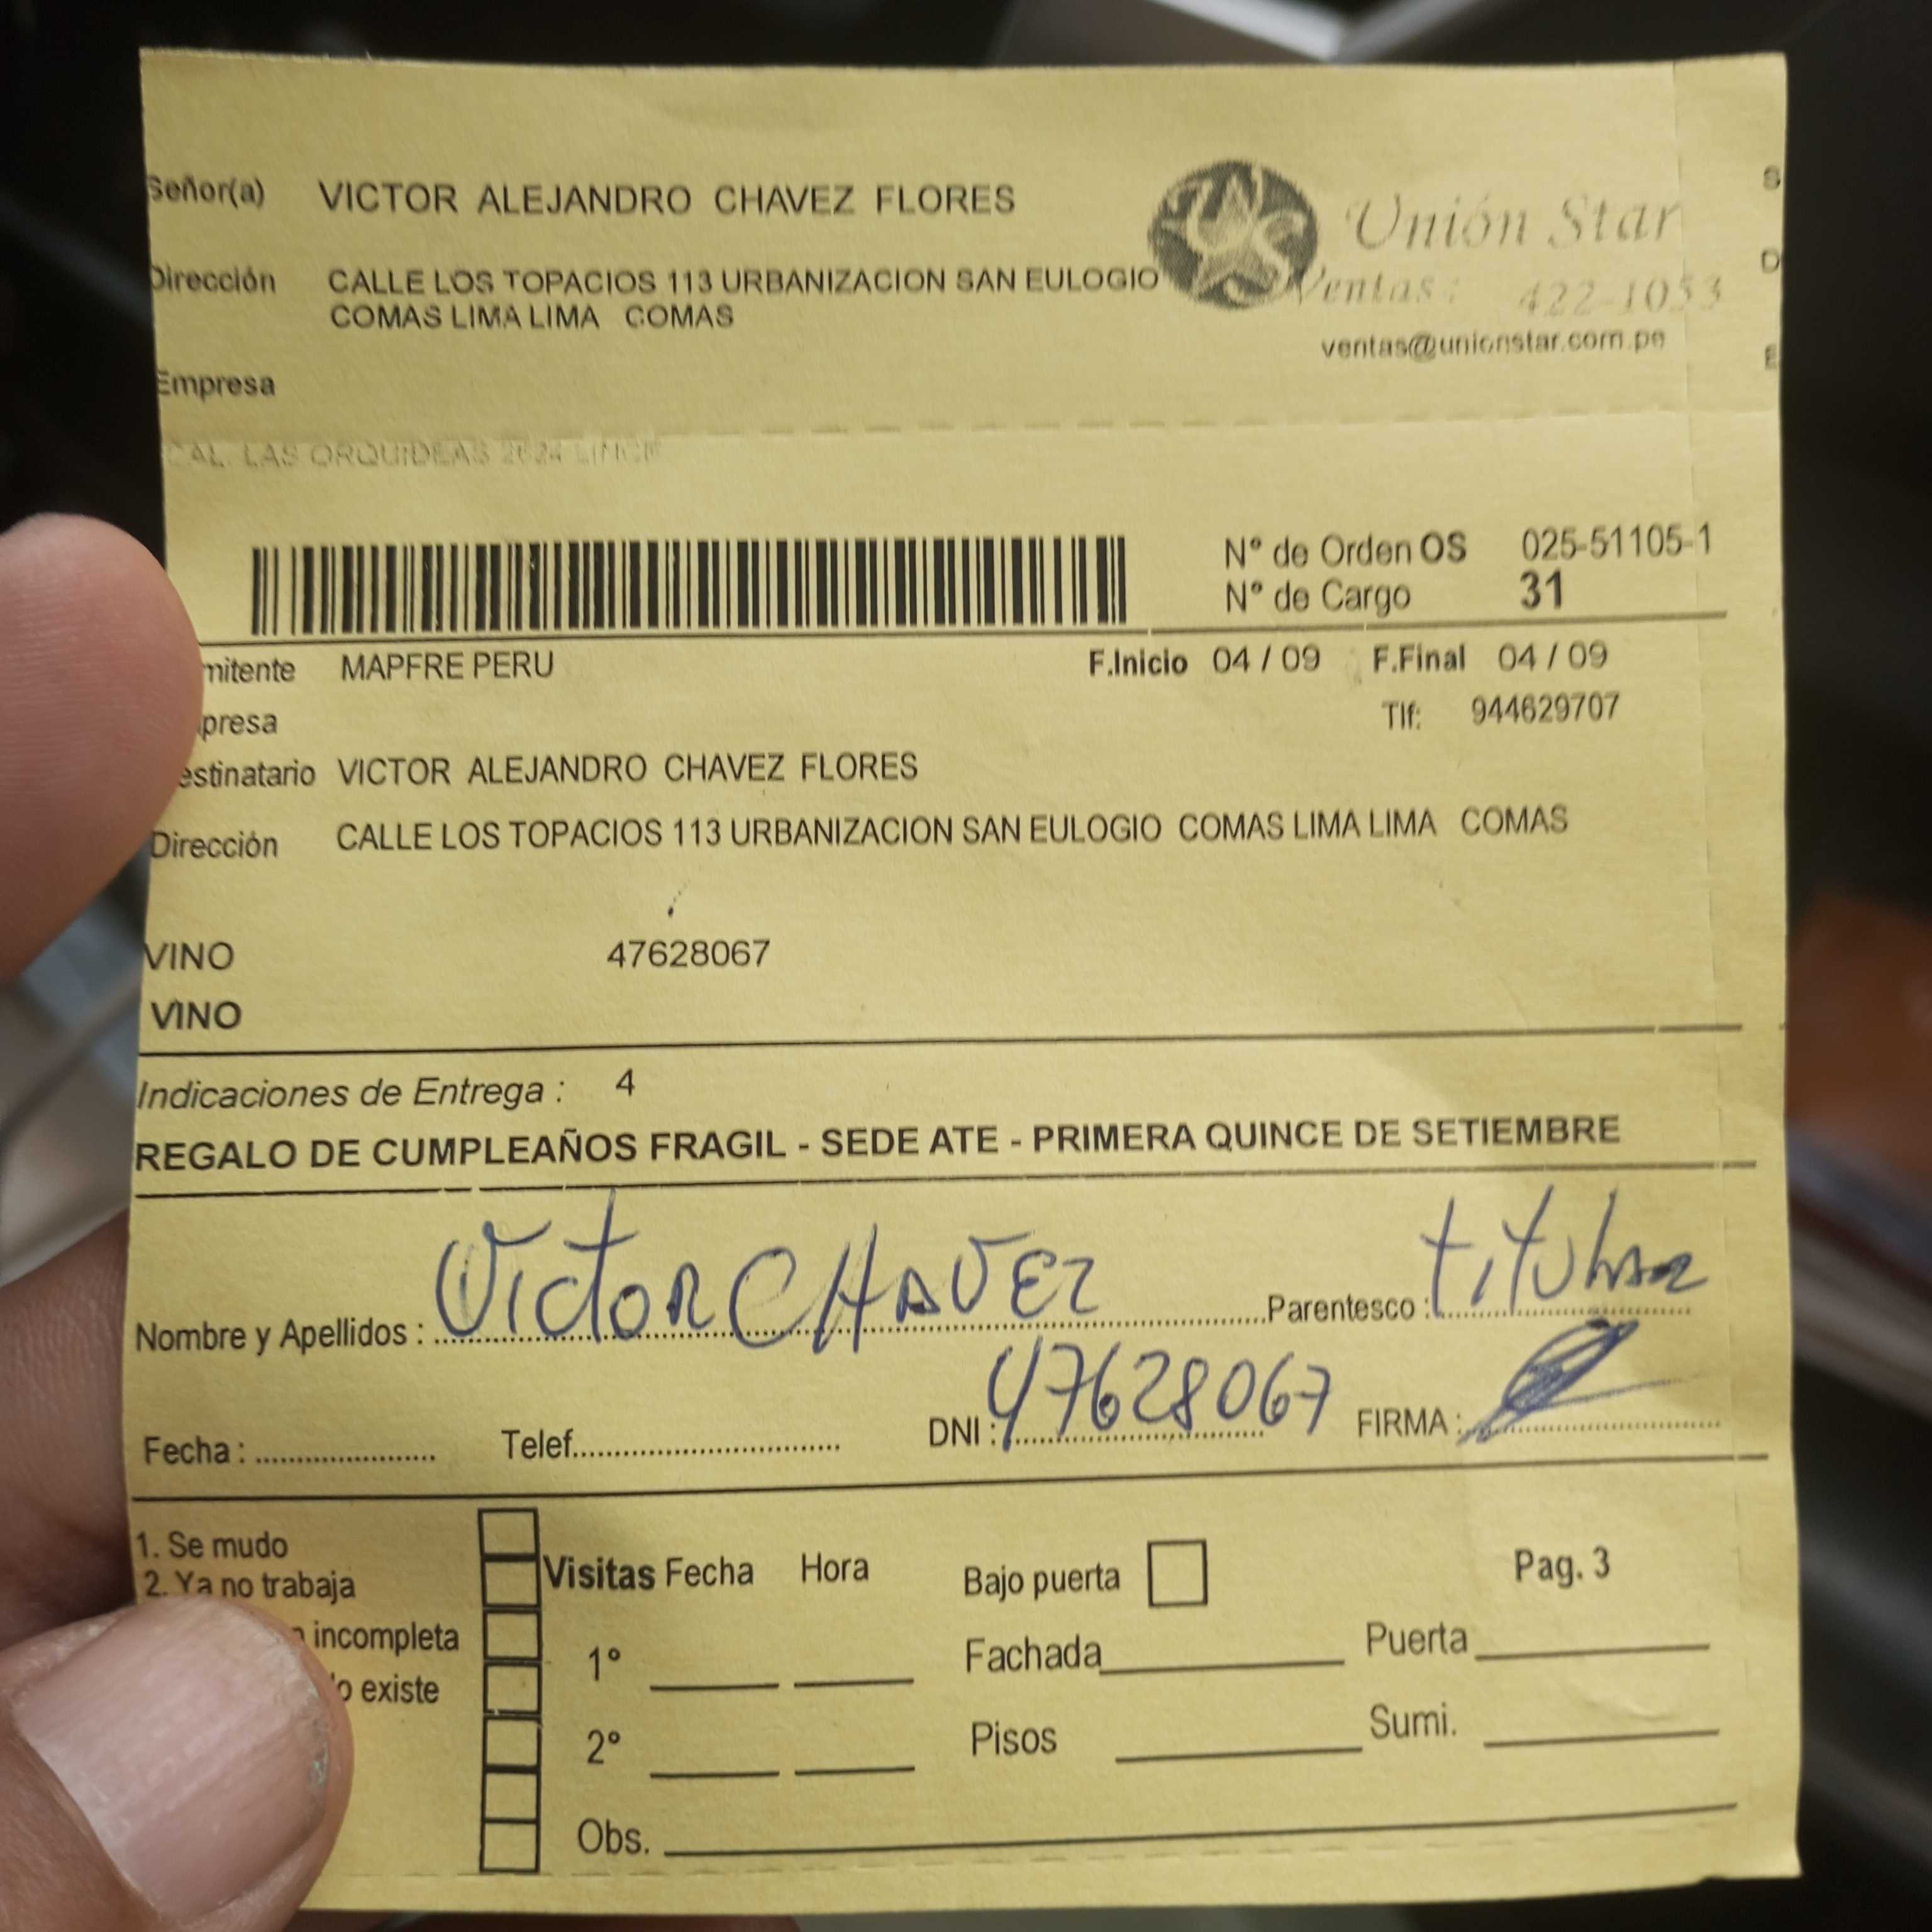 Señor(a) VICTOR ALEJANDRO CHAVEZ FLORES
Unión Star
Dirección CALLE LOS TOPACIOS 113 URBANIZACION SAN EULOGIO
COMAS LIMA LIMA COMAS
Ventas: 422-1053
ventas@unionstar.com.pe
Empresa
S
D
E
CAL. LAS ORQUIDEAS 2624 LINCE
N° de Orden OS 025-51105-1
N° de Cargo 31
mitente MAPFRE PERU F.Inicio 04 / 09 F.Final 04 / 09
presa Tlf: 944629707
estinatario VICTOR ALEJANDRO CHAVEZ FLORES
Dirección CALLE LOS TOPACIOS 113 URBANIZACION SAN EULOGIO COMAS LIMA LIMA COMAS
VINO 47628067
VINO
Indicaciones de Entrega : 4
REGALO DE CUMPLEAÑOS FRAGIL - SEDE ATE - PRIMERA QUINCE DE SETIEMBRE
Nombre y Apellidos : Victor CHAVEZ Parentesco : titular
Fecha : Telef. DNI : 47628067 FIRMA :
1. Se mudo
2. Ya no trabaja
incompleta
o existe
Visitas Fecha Hora
1°
2°
Obs.
Bajo puerta Pag. 3
Fachada Puerta
Pisos Sumi.